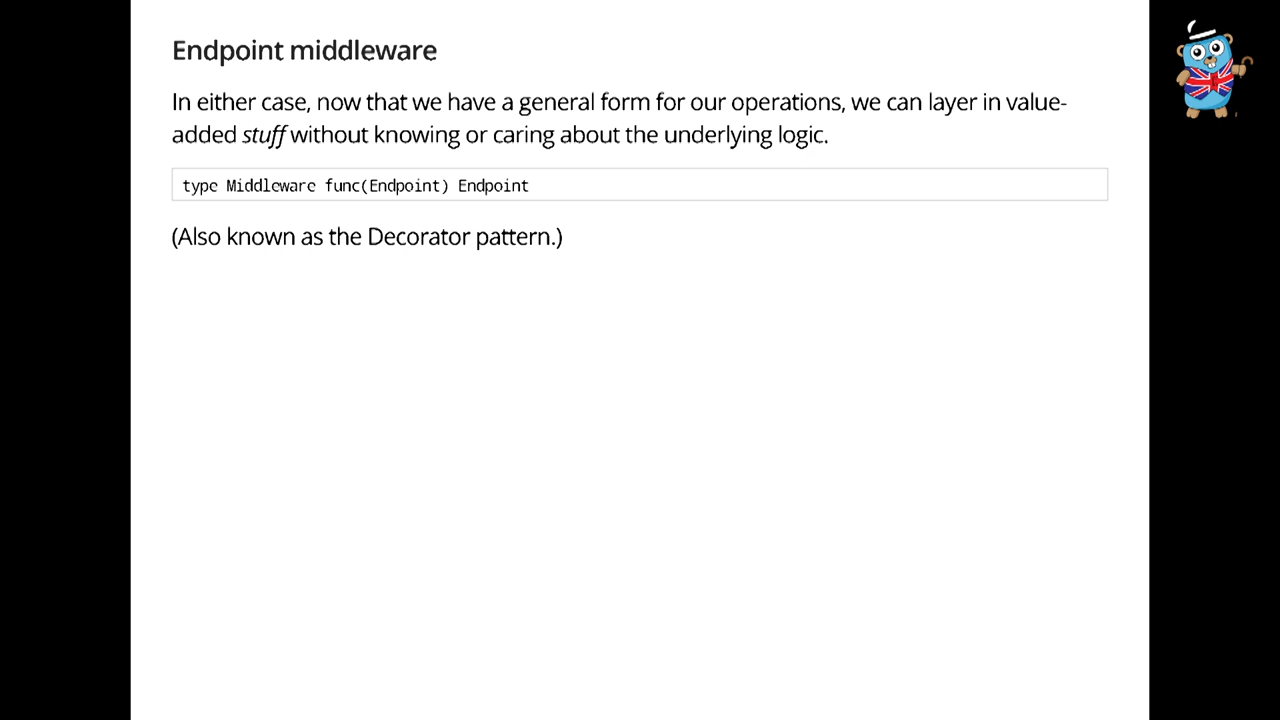 Endpoint middleware
In either case, now that we have a general form for our operations, we can layer in value-
added stuff without knowing or caring about the underlying logic.
type Middleware func(Endpoint) Endpoint
(Also known as the Decorator pattern.)